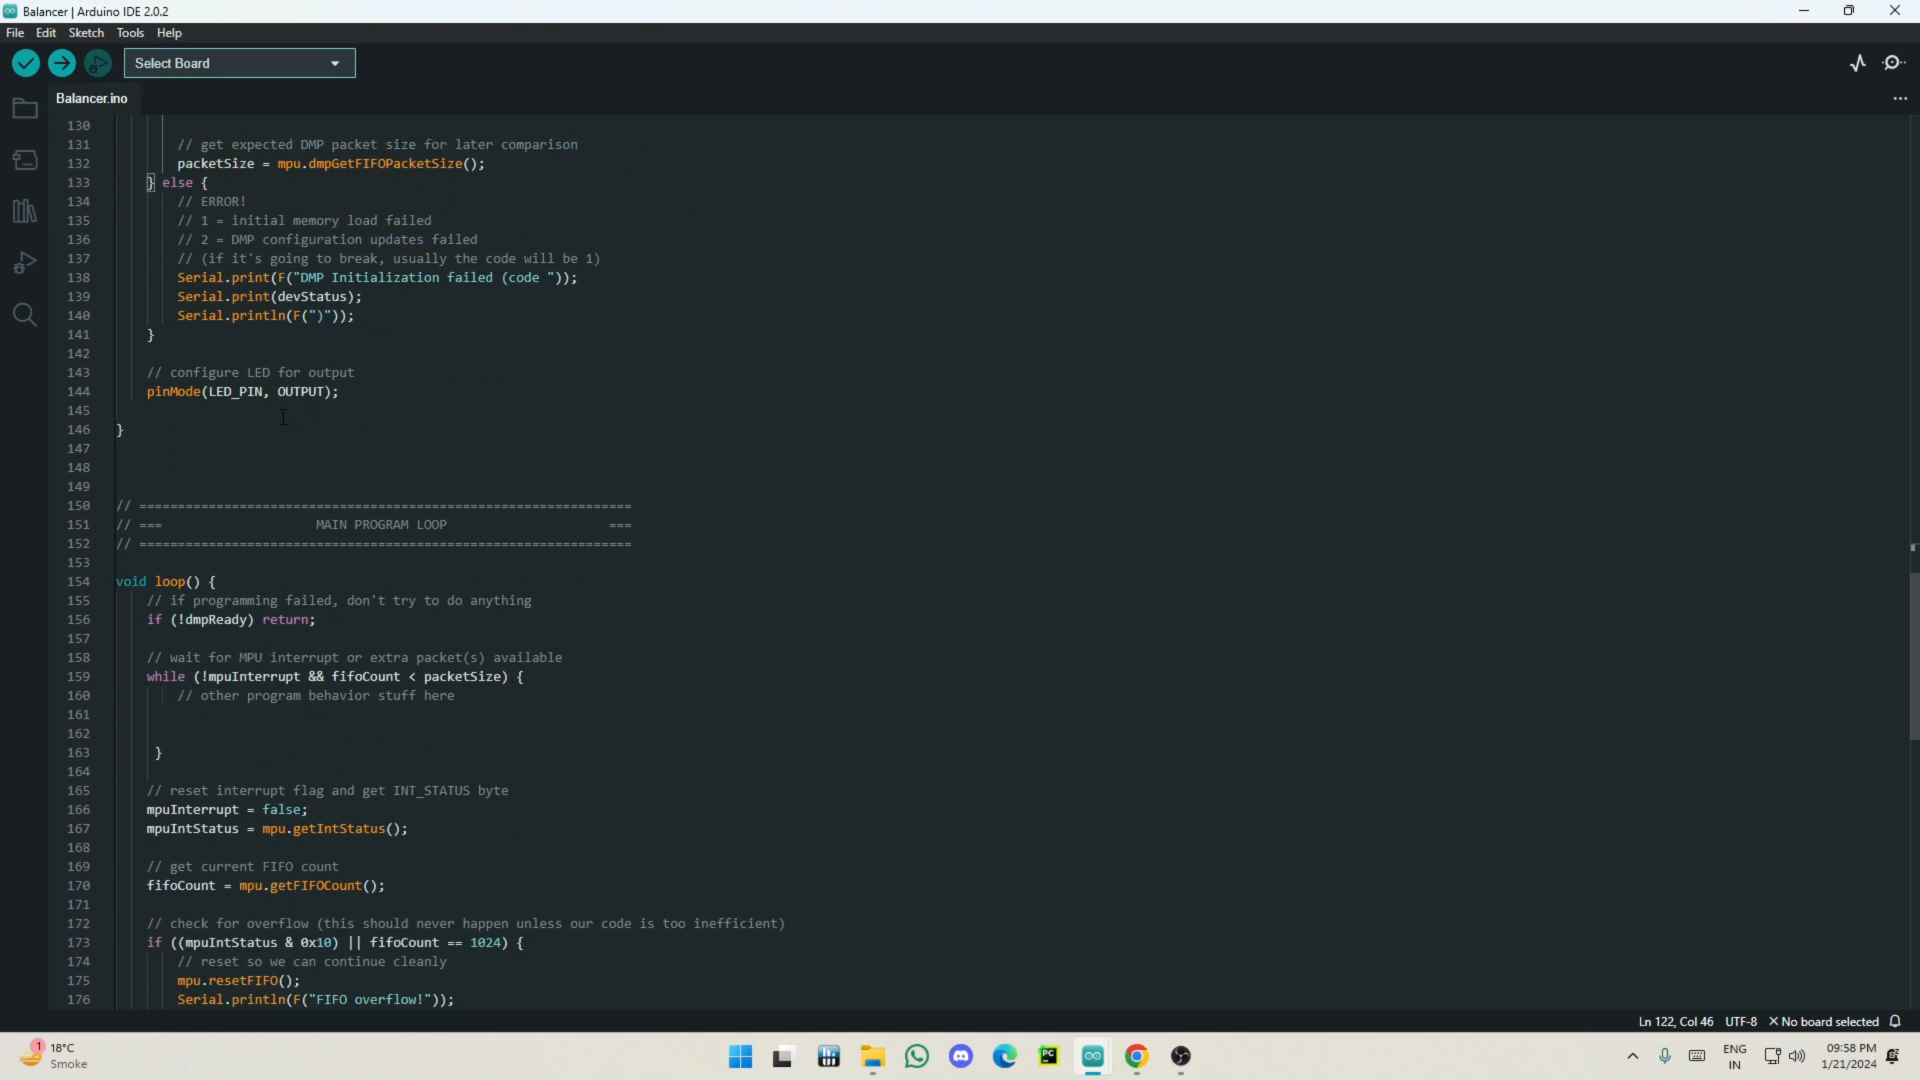 Balancer | Arduino IDE 2.0.2
File Edit Sketch Tools Help
Select Board
Balancer.ino
130
131 // get expected DMP packet size for later comparison
132 packetSize = mpu.dmpGetFIFOPacketSize();
133 } else {
134 // ERROR!
135 // 1 = initial memory load failed
136 // 2 = DMP configuration updates failed
137 // (if it's going to break, usually the code will be 1)
138 Serial.print(F("DMP Initialization failed (code "));
139 Serial.print(devStatus);
140 Serial.println(F(")"));
141 }
142
143 // configure LED for output
144 pinMode(LED_PIN, OUTPUT);
145
146 }
147
148
149
150 // ================================================================
151 // === MAIN PROGRAM LOOP ===
152 // ================================================================
153
154 void loop() {
155 // if programming failed, don't try to do anything
156 if (!dmpReady) return;
157
158 // wait for MPU interrupt or extra packet(s) available
159 while (!mpuInterrupt && fifoCount < packetSize) {
160 // other program behavior stuff here
161
162
163 }
164
165 // reset interrupt flag and get INT_STATUS byte
166 mpuInterrupt = false;
167 mpuIntStatus = mpu.getIntStatus();
168
169 // get current FIFO count
170 fifoCount = mpu.getFIFOCount();
171
172 // check for overflow (this should never happen unless our code is too inefficient)
173 if ((mpuIntStatus & 0x10) || fifoCount == 1024) {
174 // reset so we can continue cleanly
175 mpu.resetFIFO();
176 Serial.println(F("FIFO overflow!"));
Ln 122, Col 46 UTF-8 No board selected
1
18°C
Smoke
PC
ENG
IN
09:58 PM
1/21/2024